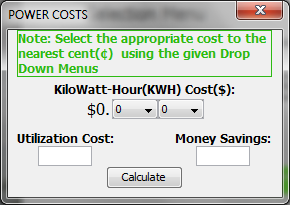 POWER COSTS
Note: Select the appropriate cost to the
nearest cent(¢) using the given Drop
Down Menus
KiloWatt-Hour(KWH) Cost($):
$0. 0 0
Utilization Cost: Money Savings:
Calculate